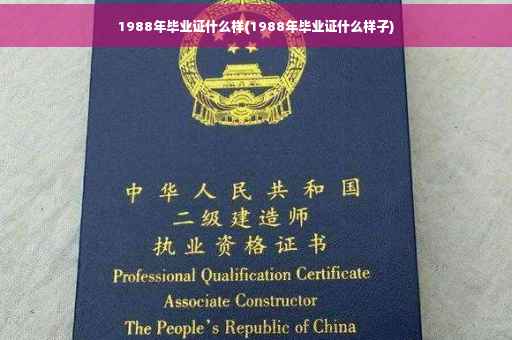 1988年毕业证什么样(1988年毕业证什么样子)
中华人民共和国
二级建造师
执业资格证书
Professional Qualification Certificate
Associate Constructor
The People's Republic of China